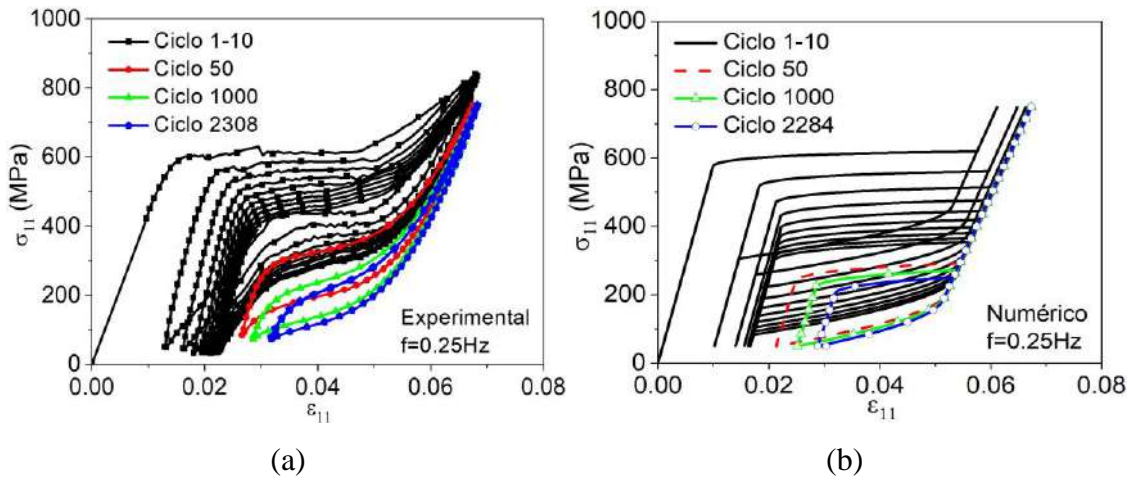 1000
800
600
400
200
0
σ11 (MPa)
Ciclo 1-10
Ciclo 50
Ciclo 1000
Ciclo 2308
Experimental
f=0.25Hz
0.00 0.02 0.04 0.06 0.08
ε11
(a)
1000
800
600
400
200
0
σ11 (MPa)
Ciclo 1-10
Ciclo 50
Ciclo 1000
Ciclo 2284
Numérico
f=0.25Hz
0.00 0.02 0.04 0.06 0.08
ε11
(b)